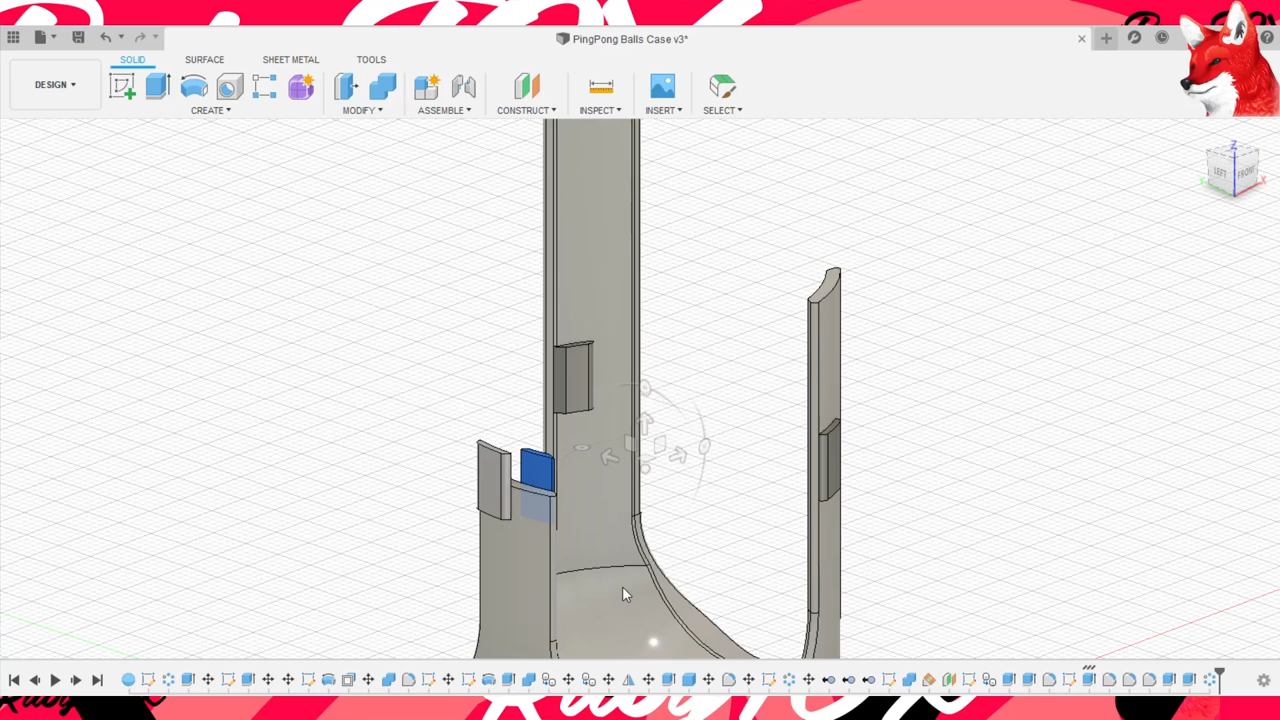 PingPong Balls Case v3*
SOLID SURFACE SHEET METAL TOOLS
DESIGN
CREATE MODIFY ASSEMBLE CONSTRUCT INSPECT INSERT SELECT
Z
LEFT FRONT
Y X